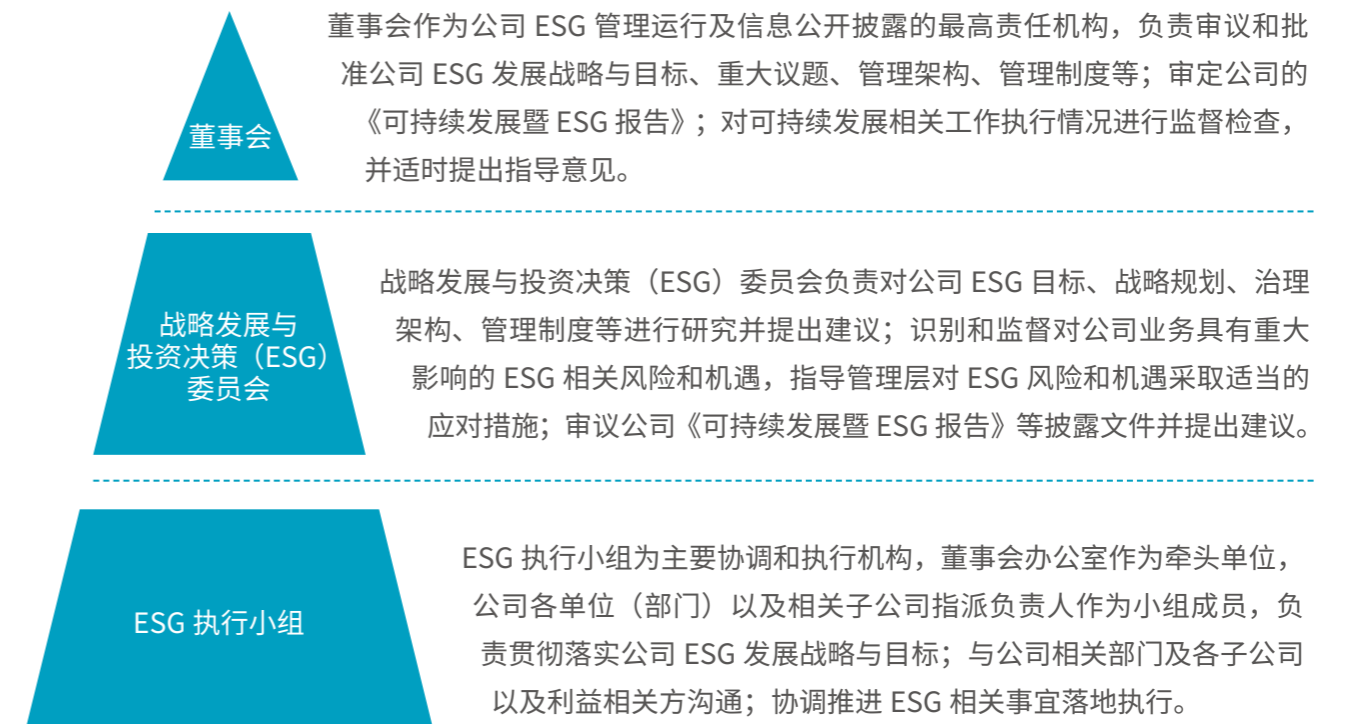 董事会作为公司 ESG 管理运行及信息公开披露的最高责任机构，负责审议和批
准公司 ESG 发展战略与目标、重大议题、管理架构、管理制度等；审定公司的
《可持续发展暨 ESG 报告》；对可持续发展相关工作执行情况进行监督检查，
并适时提出指导意见。
董事会
战略发展与投资决策（ESG）委员会负责对公司 ESG 目标、战略规划、治理
架构、管理制度等进行研究并提出建议；识别和监督对公司业务具有重大
影响的 ESG 相关风险和机遇，指导管理层对 ESG 风险和机遇采取适当的
应对措施；审议公司《可持续发展暨 ESG 报告》等披露文件并提出建议。
战略发展与
投资决策（ESG）
委员会
ESG 执行小组为主要协调和执行机构，董事会办公室作为牵头单位，
公司各单位（部门）以及相关子公司指派负责人作为小组成员，负
责贯彻落实公司 ESG 发展战略与目标；与公司相关部门及各子公司
以及利益相关方沟通；协调推进 ESG 相关事宜落地执行。
ESG 执行小组